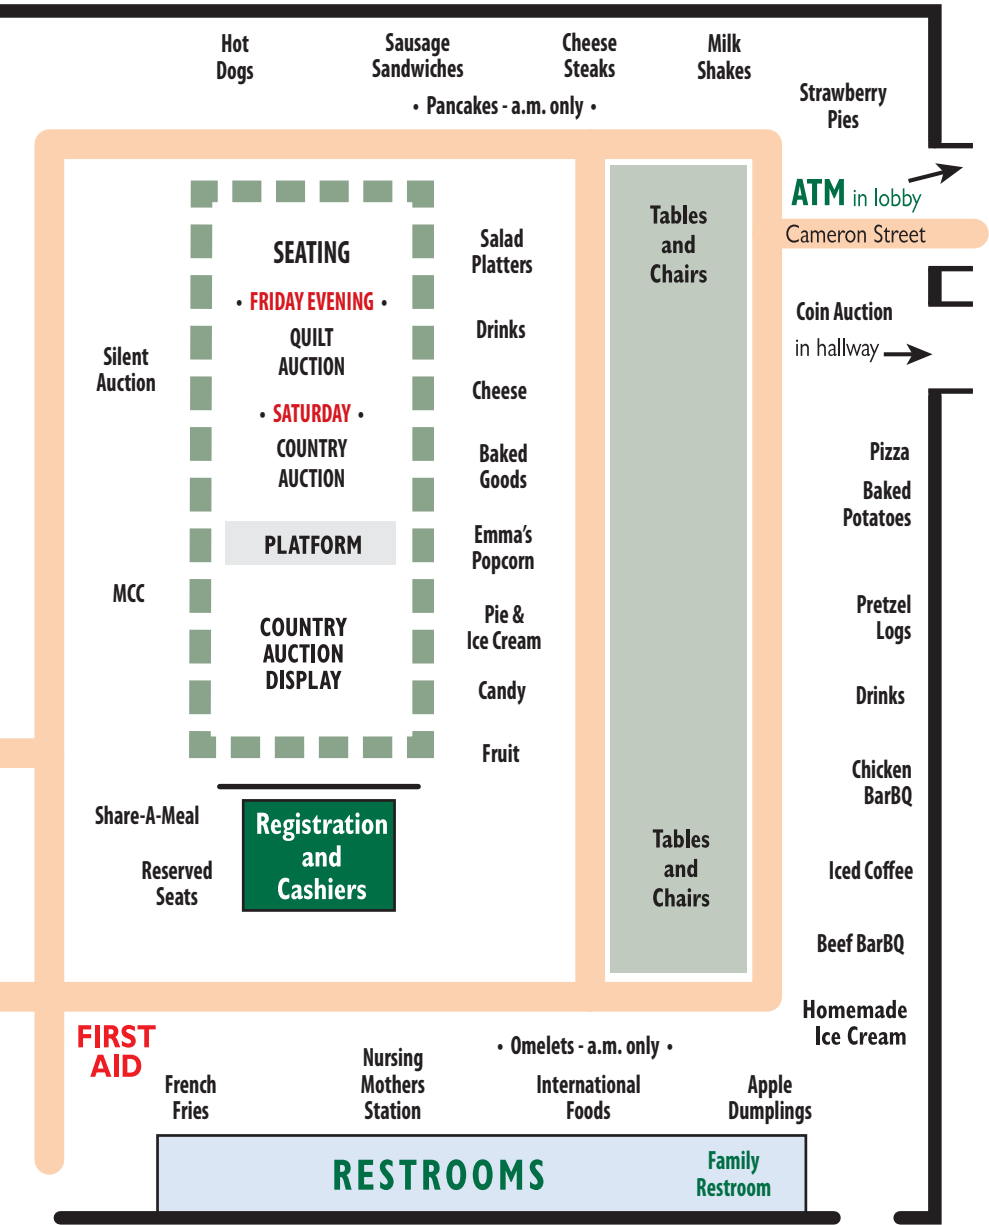 Hot
Dogs
Sausage
Sandwiches
Cheese
Steaks
Milk
Shakes
• Pancakes - a.m. only •
Strawberry
Pies
ATM in lobby
Cameron Street
Coin Auction
in hallway
SEATING
• FRIDAY EVENING •
QUILT
AUCTION
• SATURDAY •
COUNTRY
AUCTION
PLATFORM
COUNTRY
AUCTION
DISPLAY
Silent
Auction
MCC
Share-A-Meal
Reserved
Seats
Registration
and
Cashiers
Salad
Platters
Drinks
Cheese
Baked
Goods
Emma's
Popcorn
Pie &
Ice Cream
Candy
Fruit
Tables
and
Chairs
Tables
and
Chairs
Pizza
Baked
Potatoes
Pretzel
Logs
Drinks
Chicken
BarBQ
Iced Coffee
Beef BarBQ
Homemade
Ice Cream
FIRST
AID
• Omelets - a.m. only •
French
Fries
Nursing
Mothers
Station
International
Foods
Apple
Dumplings
RESTROOMS
Family
Restroom